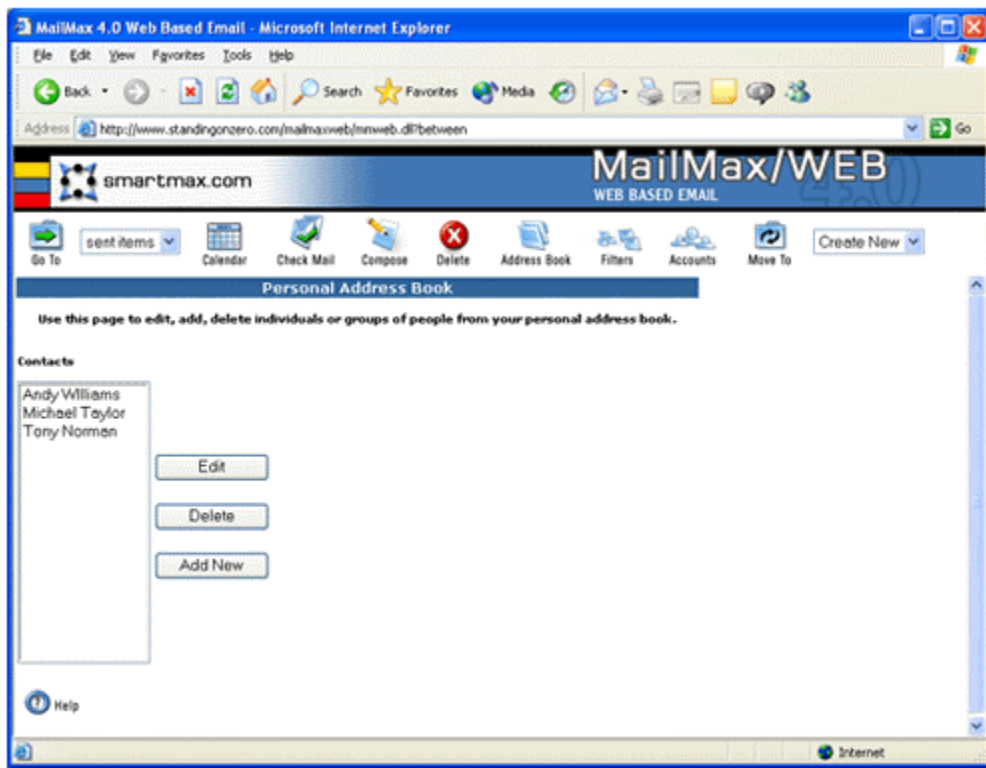 MailMax 4.0 Web Based Email - Microsoft Internet Explorer
File Edit View Favorites Tools Help
Back Search Favorites Media
Address http://www.standingonzero.com/mailmaxweb/mmweb.dll?between Go
smartmax.com
MailMax/WEB
4.0
WEB BASED EMAIL
sent items Create New
Go To Calendar Check Mail Compose Delete Address Book Filters Accounts Move To
Personal Address Book
Use this page to edit, add, delete individuals or groups of people from your personal address book.
Contacts
Andy Williams
Michael Taylor
Tony Norman
Edit
Delete
Add New
Help
Internet